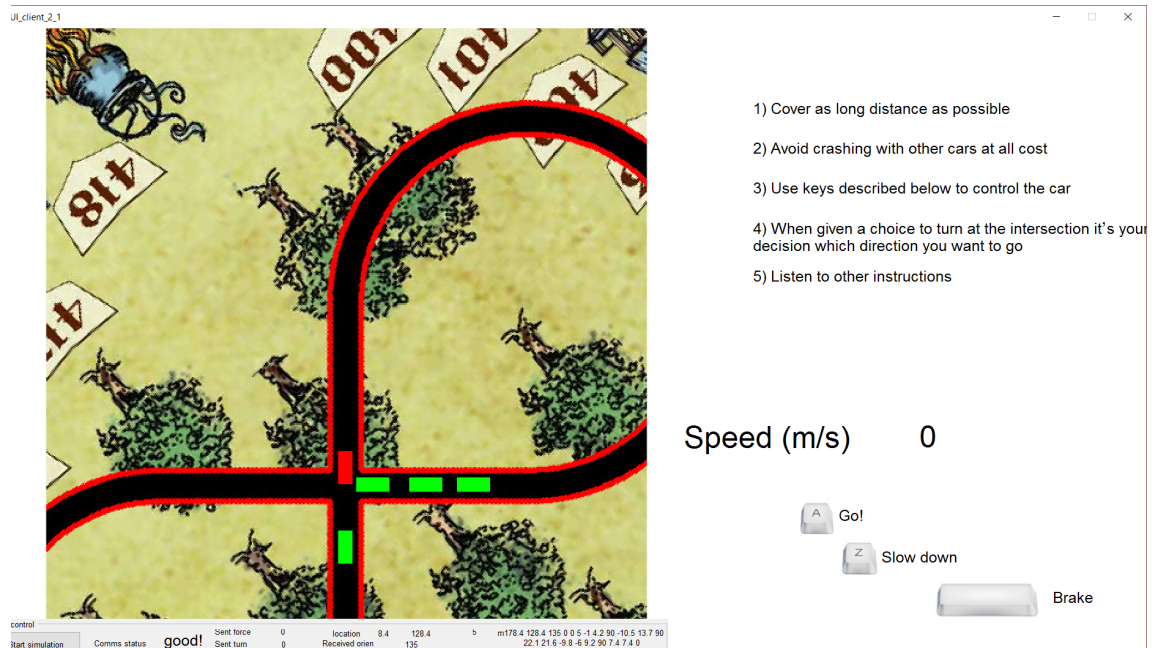 UI_client_2_1
400
401
418
1) Cover as long distance as possible
2) Avoid crashing with other cars at all cost
3) Use keys described below to control the car
4) When given a choice to turn at the intersection it's your
decision which direction you want to go
5) Listen to other instructions
Speed (m/s) 0
A Go!
Z Slow down
Brake
control
Start simulation
Comms status good!
Sent force 0
Sent turn 0
location 8.4 128.4 5
Received orien 135
m178.4 128.4 135 0 0 5 -1 4.2 90 -10.5 13.7 90
22.1 21.6 -9.8 -6 9.2 90 7.4 7.4 0